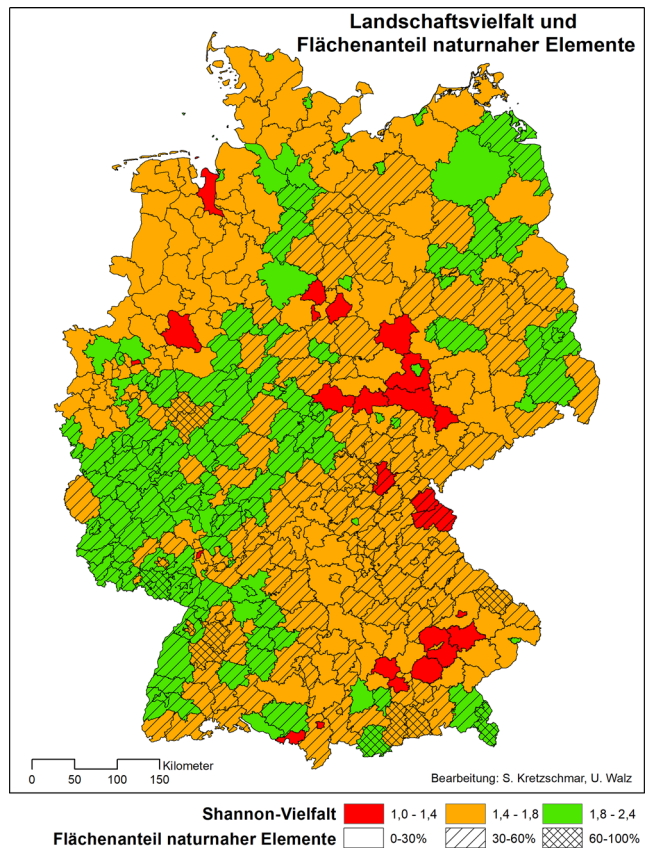 Landschaftsvielfalt und
Flächenanteil naturnaher Elemente
Kilometer
0 50 100 150
Bearbeitung: S. Kretzschmar, U. Walz
Shannon-Vielfalt 1,0 - 1,4 1,4 - 1,8 1,8 - 2,4
Flächenanteil naturnaher Elemente 0-30% 30-60% 60-100%